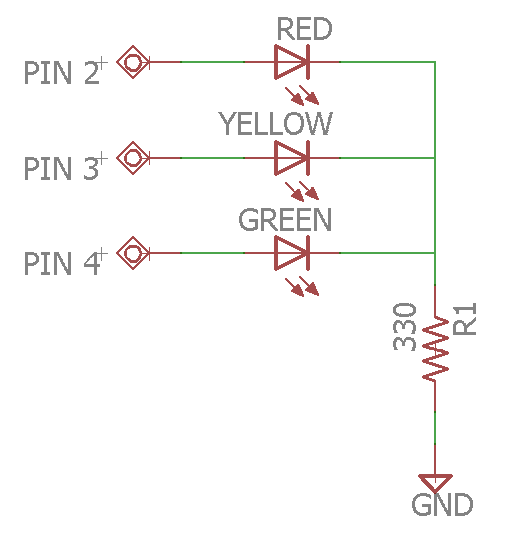 RED
PIN 2
YELLOW
PIN 3
GREEN
PIN 4
330
R1
GND